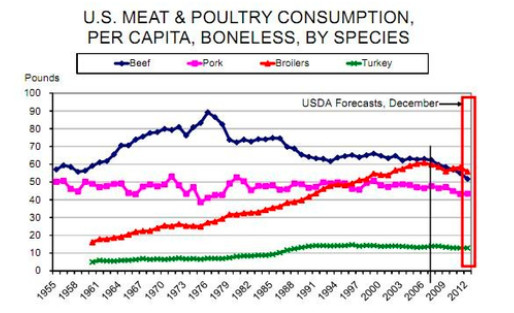 U.S. MEAT & POULTRY CONSUMPTION,
PER CAPITA, BONELESS, BY SPECIES
Beef Pork Broilers Turkey
Pounds
USDA Forecasts, December
100
90
80
70
60
50
40
30
20
10
0
1955 1958 1961 1964 1967 1970 1973 1976 1979 1982 1985 1988 1991 1994 1997 2000 2003 2006 2009 2012